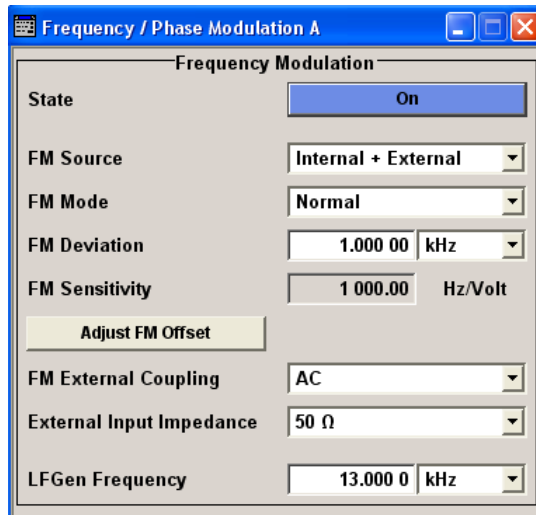 Frequency / Phase Modulation A
Frequency Modulation
State On
FM Source Internal + External
FM Mode Normal
FM Deviation 1.000 00 kHz
FM Sensitivity 1 000.00 Hz/Volt
Adjust FM Offset
FM External Coupling AC
External Input Impedance 50 Ω
LFGen Frequency 13.000 0 kHz